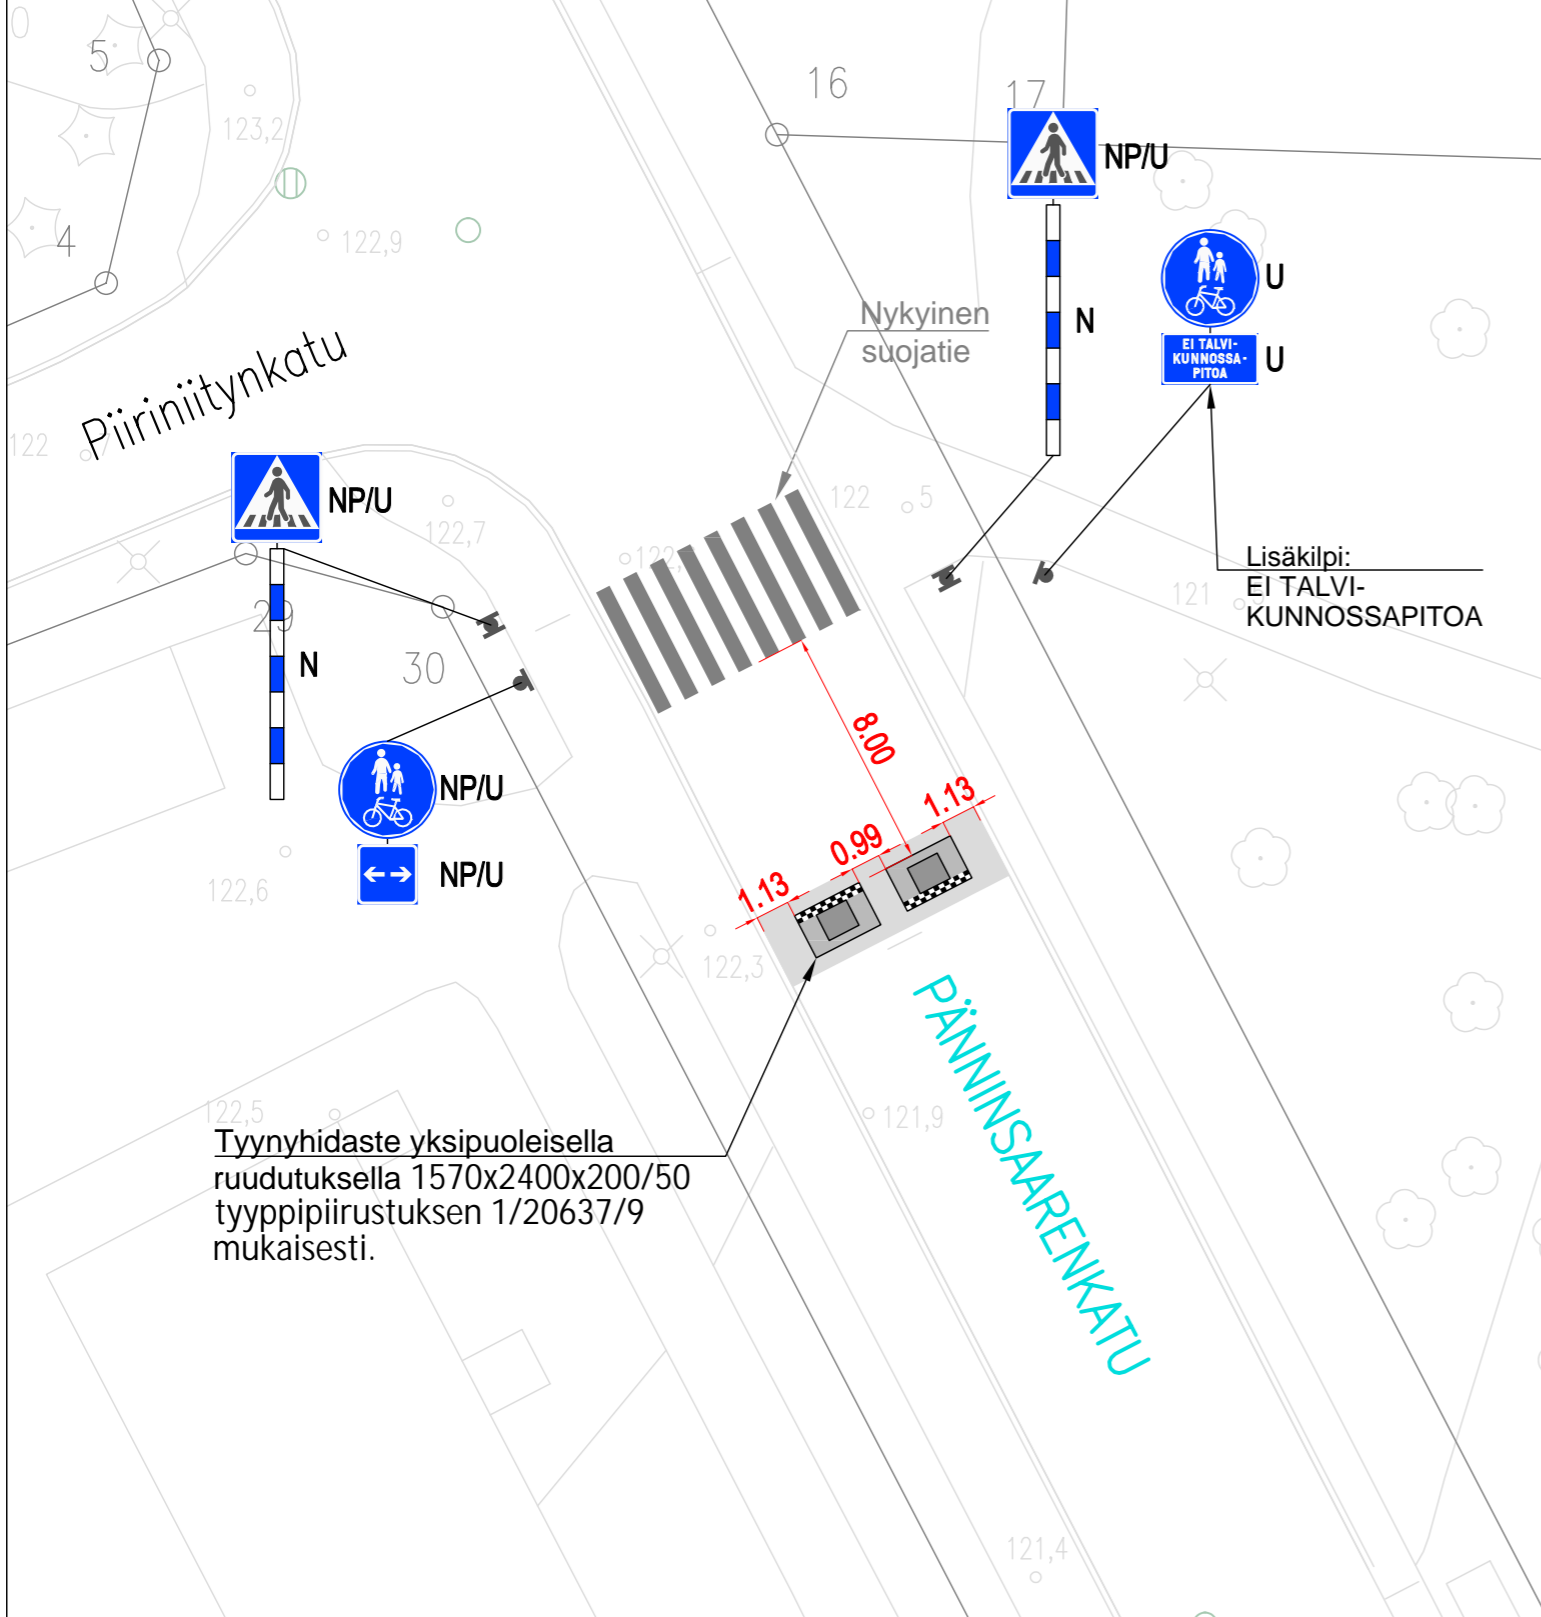 0
5
16
17
123,2
NP/U
4
122,9
U
Nykyinen
suojatie
N
EI TALVI-
KUNNOSSA-
PITOA
U
Piiriniitynkatu
122
NP/U
122,7
122
5
Lisäkilpi:
EI TALVI-
KUNNOSSAPITOA
121
29
N
30
8.00
NP/U
1.13
0.99
1.13
NP/U
122,6
122,3
PÄNNINSAARENKATU
122,5
121,9
Tyynyhidaste yksipuoleisella
ruudutuksella 1570x2400x200/50
tyyppipiirustuksen 1/20637/9
mukaisesti.
121,4